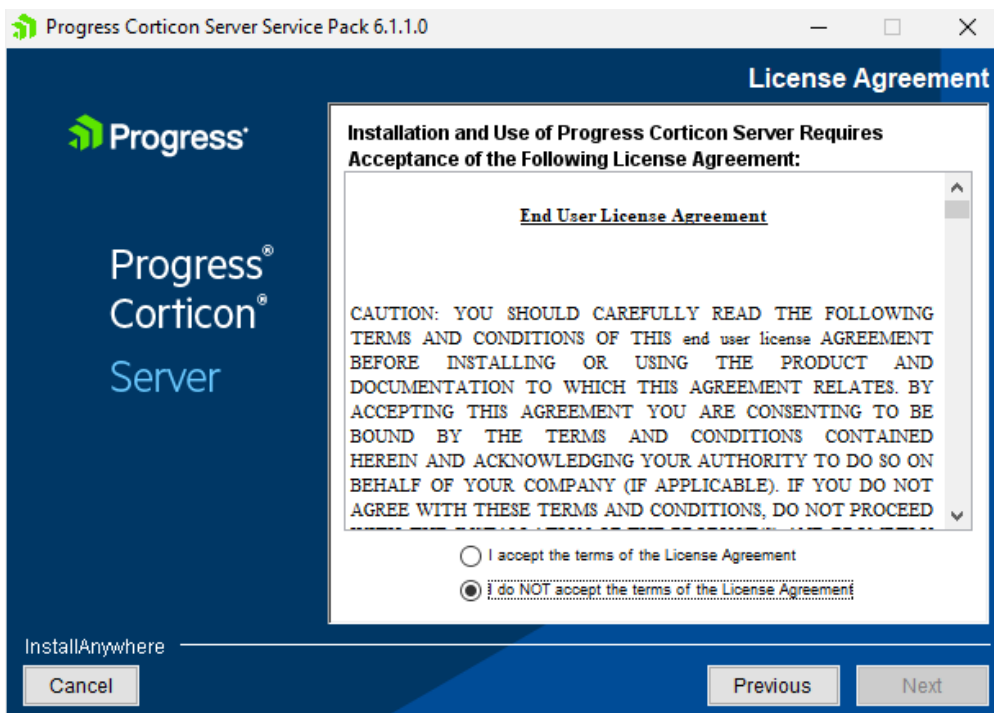 Progress Corticon Server Service Pack 6.1.1.0
License Agreement
Progress
Progress®
Corticon®
Server
Installation and Use of Progress Corticon Server Requires
Acceptance of the Following License Agreement:
End User License Agreement
CAUTION: YOU SHOULD CAREFULLY READ THE FOLLOWING
TERMS AND CONDITIONS OF THIS end user license AGREEMENT
BEFORE INSTALLING OR USING THE PRODUCT AND
DOCUMENTATION TO WHICH THIS AGREEMENT RELATES. BY
ACCEPTING THIS AGREEMENT YOU ARE CONSENTING TO BE
BOUND BY THE TERMS AND CONDITIONS CONTAINED
HEREIN AND ACKNOWLEDGING YOUR AUTHORITY TO DO SO ON
BEHALF OF YOUR COMPANY (IF APPLICABLE). IF YOU DO NOT
AGREE WITH THESE TERMS AND CONDITIONS, DO NOT PROCEED
I accept the terms of the License Agreement
I do NOT accept the terms of the License Agreement
InstallAnywhere
Cancel
Previous
Next